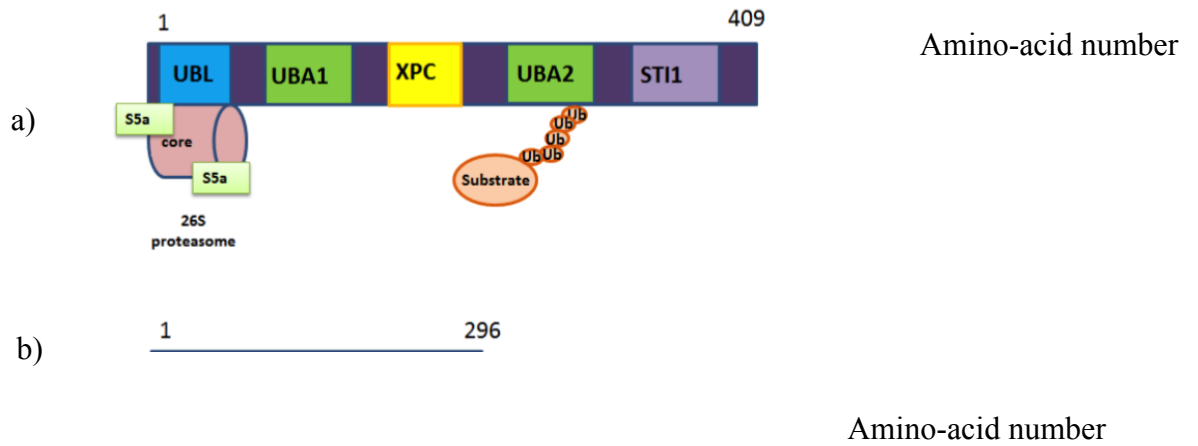 1 409
Amino-acid number
a)
UBL UBA1 XPC UBA2 STI1
S5a
core
S5a
Ub
Ub
Ub
Ub Ub
Substrate
26S
proteasome
b)
1 296
Amino-acid number